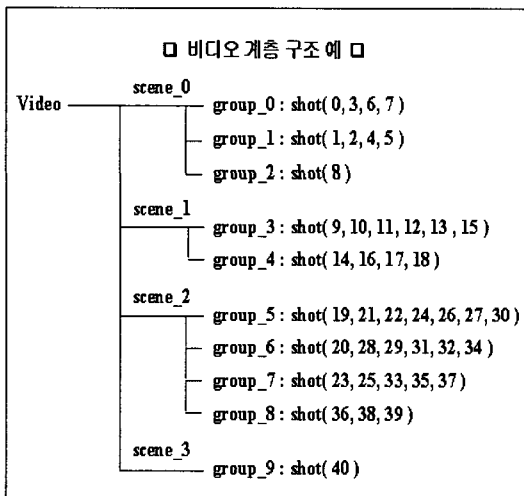 □ 비디오 계층 구조 예 □
scene_0
Video
group_0 : shot( 0, 3, 6, 7 )
group_1 : shot( 1, 2, 4, 5 )
group_2 : shot( 8 )
scene_1
group_3 : shot( 9, 10, 11, 12, 13 , 15 )
group_4 : shot( 14, 16, 17, 18 )
scene_2
group_5 : shot( 19, 21, 22, 24, 26, 27, 30 )
group_6 : shot( 20, 28, 29, 31, 32, 34 )
group_7 : shot( 23, 25, 33, 35, 37 )
group_8 : shot( 36, 38, 39 )
scene_3
group_9 : shot( 40 )